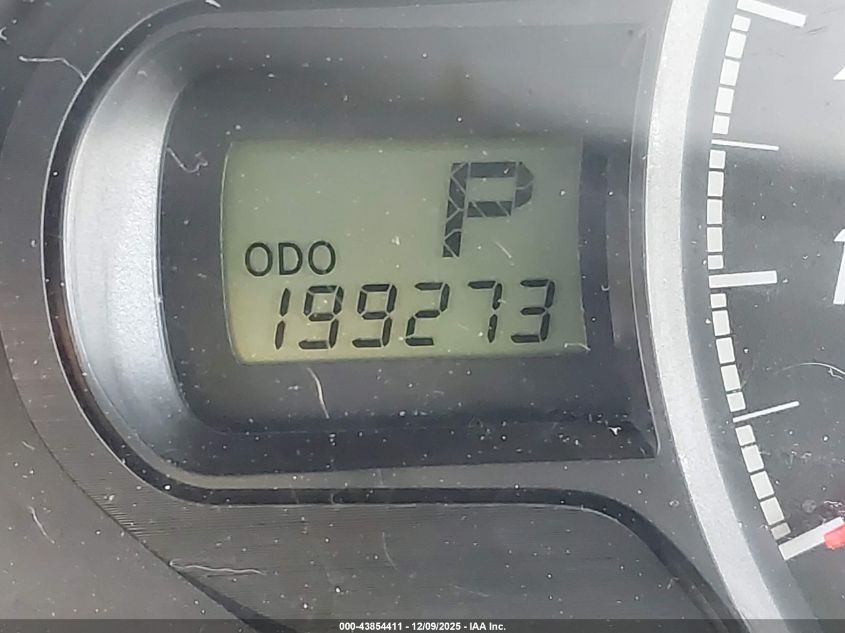 P
ODO
199273
000-43854411 - 12/09/2025 - IAA Inc.